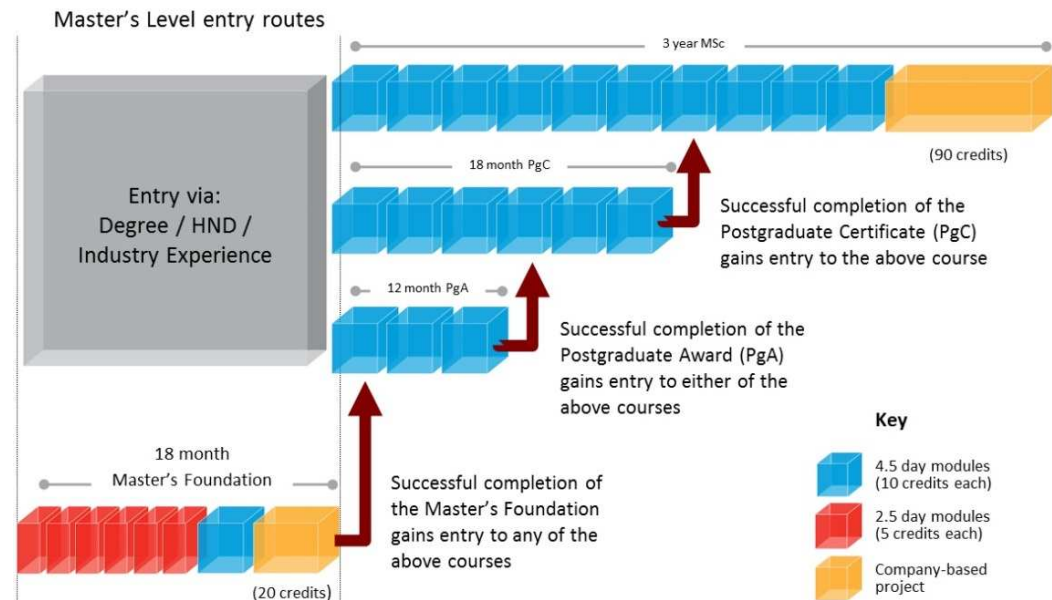 Master's Level entry routes
3 year MSc
Entry via:
Degree / HND /
Industry Experience
(90 credits)
18 month PgC
Successful completion of the
Postgraduate Certificate (PgC)
gains entry to the above course
12 month PgA
Successful completion of the
Postgraduate Award (PgA)
gains entry to either of the
above courses
18 month
Master's Foundation
Successful completion of
the Master's Foundation
gains entry to any of the
above courses
(20 credits)
Key
4.5 day modules
(10 credits each)
2.5 day modules
(5 credits each)
Company-based
project